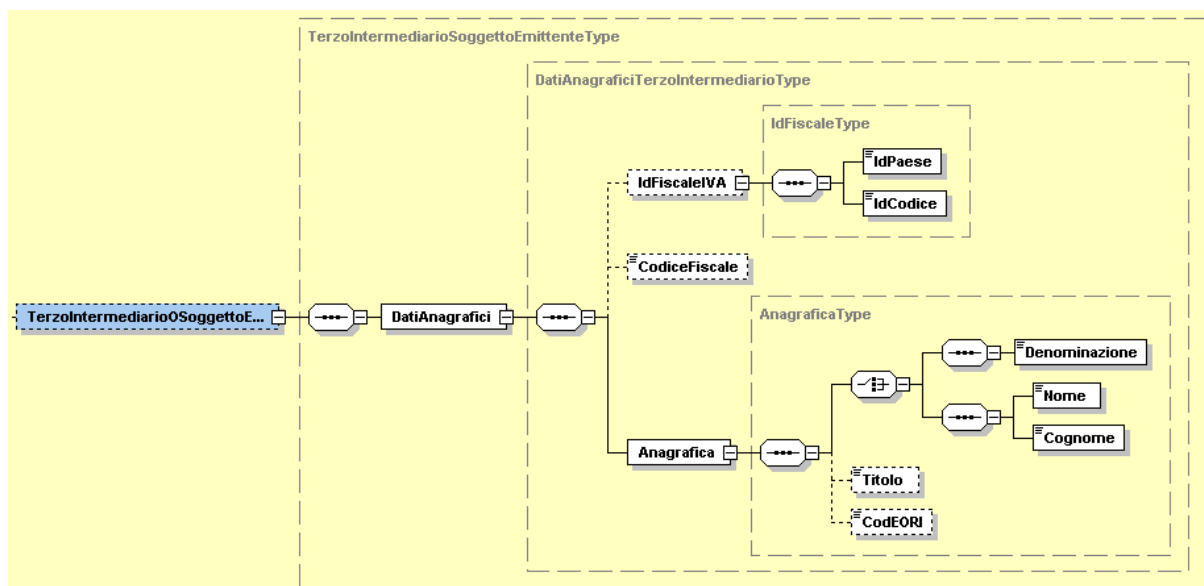 TerzoIntermediarioSoggettoEmittenteType
DatiAnagraficiTerzoIntermediarioType
IdFiscaleType
IdPaese
IdFiscaleIVA
IdCodice
CodiceFiscale
AnagraficaType
TerzoIntermediarioOSoggettoE...
DatiAnagrafici
Denominazione
Nome
Cognome
Anagrafica
Titolo
CodEORI